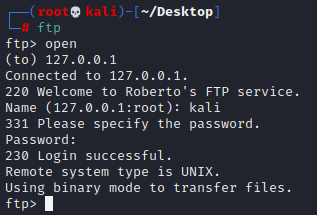 ┌──(root💀kali)-[~/Desktop]
└─# ftp
ftp> open
(to) 127.0.0.1
Connected to 127.0.0.1.
220 Welcome to Roberto's FTP service.
Name (127.0.0.1:root): kali
331 Please specify the password.
Password:
230 Login successful.
Remote system type is UNIX.
Using binary mode to transfer files.
ftp>